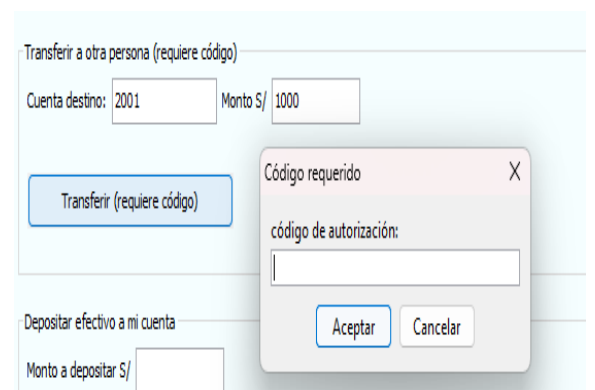 Transferir a otra persona (requiere código)
Cuenta destino: 2001 Monto S/ 1000
Transferir (requiere código)
Código requerido X
código de autorización:
Aceptar Cancelar
Depositar efectivo a mi cuenta
Monto a depositar S/